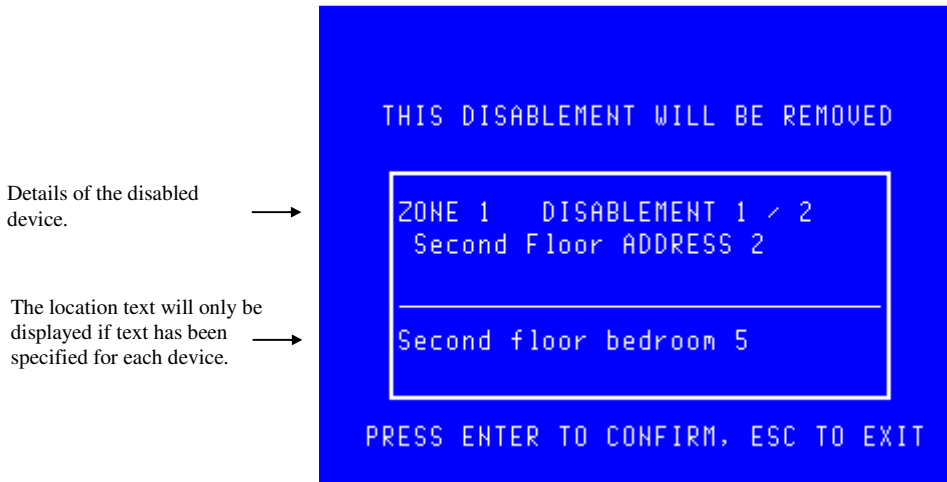 THIS DISABLEMENT WILL BE REMOVED
Details of the disabled
device.
ZONE 1 DISABLEMENT 1 / 2
Second Floor ADDRESS 2
The location text will only be
displayed if text has been
specified for each device.
Second floor bedroom 5
PRESS ENTER TO CONFIRM, ESC TO EXIT